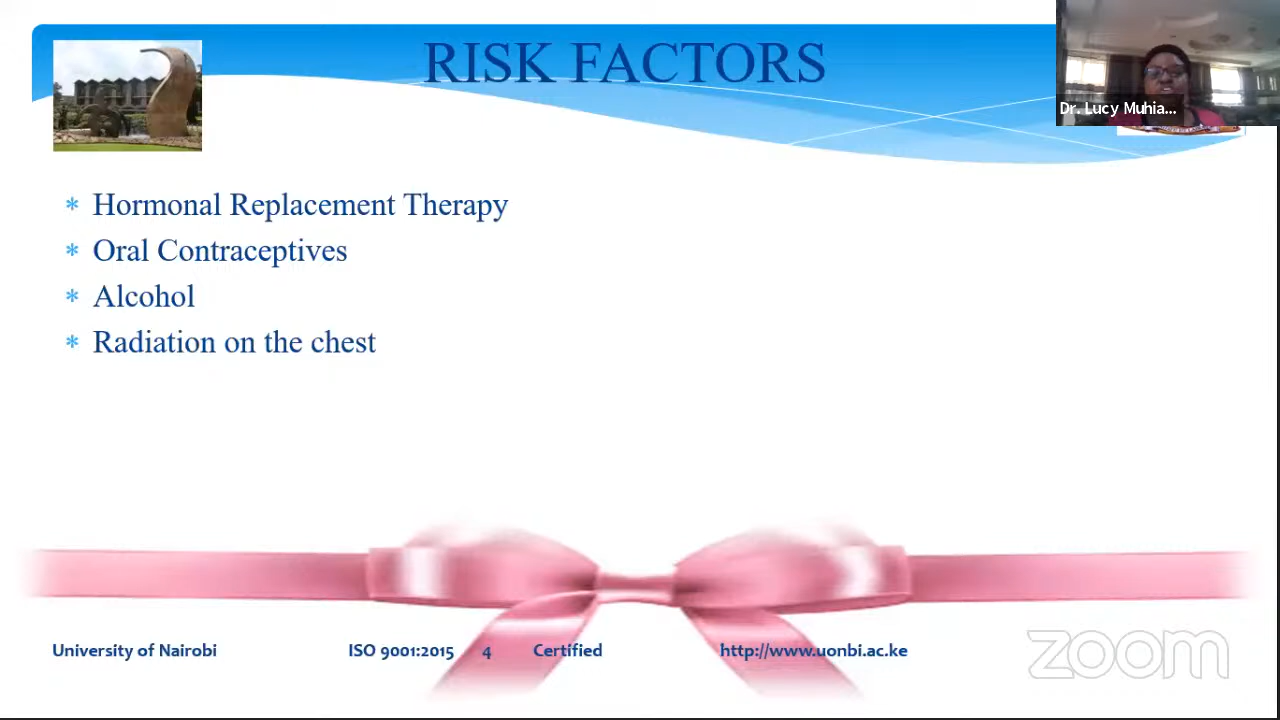 RISK FACTORS
Dr. Lucy Muhia...
* Hormonal Replacement Therapy
* Oral Contraceptives
* Alcohol
* Radiation on the chest
University of Nairobi ISO 9001:2015 4 Certified http://www.uonbi.ac.ke
zoom